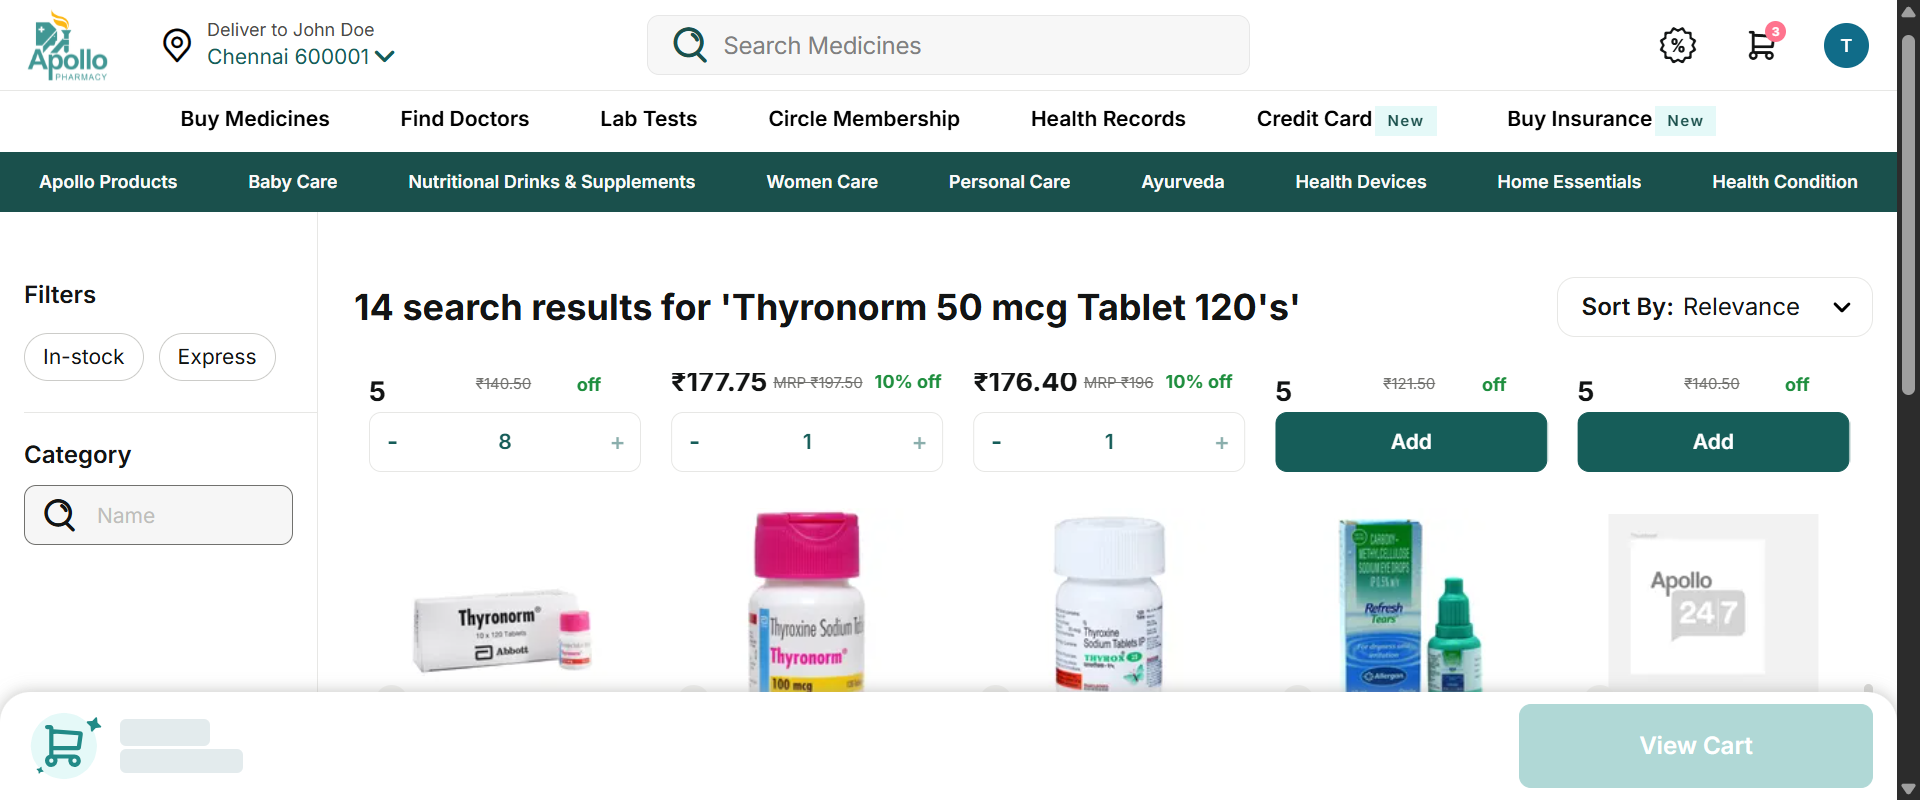 Apollo
PHARMACY
Deliver to John Doe
Chennai 600001
Search Medicines
%
3
T
Buy Medicines
Find Doctors
Lab Tests
Circle Membership
Health Records
Credit Card New
Buy Insurance New
Apollo Products
Baby Care
Nutritional Drinks & Supplements
Women Care
Personal Care
Ayurveda
Health Devices
Home Essentials
Health Condition
Filters
In-stock
Express
Category
Name
14 search results for 'Thyronorm 50 mcg Tablet 120's'
Sort By: Relevance
5 ₹140.50 off
- 8 +
₹177.75 MRP ₹197.50 10% off
- 1 +
₹176.40 MRP ₹196 10% off
- 1 +
5 ₹121.50 off
Add
5 ₹140.50 off
Add
Thyronorm®
10 x 120 Tablets
Abbott
Thyroxine Sodium Tab
Thyronorm®
100 mcg
Thyroxine
Sodium Tablets IP
THYROX 25
CARBOXY-
METHYLCELLULOSE
SODIUM EYE DROPS
IP 0.5% w/v
Refresh
Tears
Allergan
Apollo
24|7
View Cart